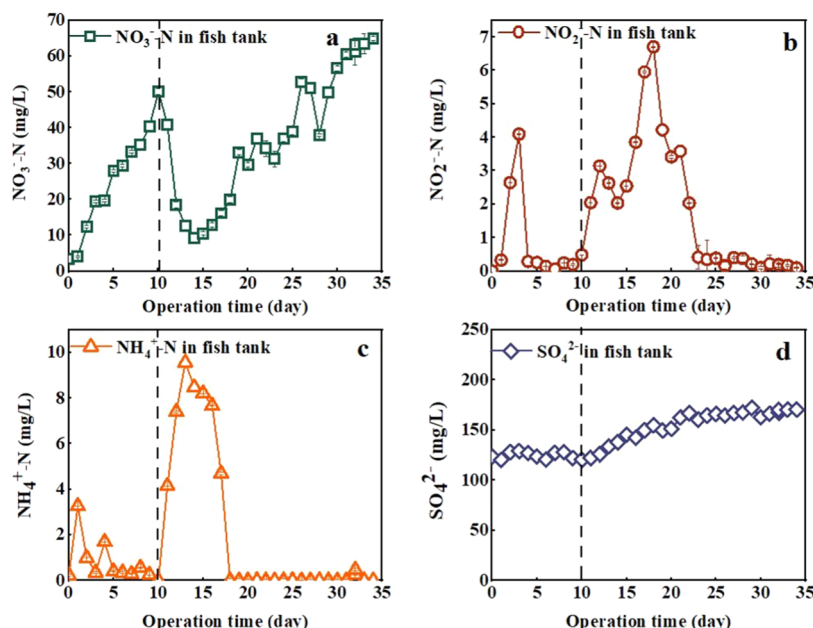 NO₃⁻-N in fish tank
a
NO₃⁻-N (mg/L)
70
60
50
40
30
20
10
0
0 5 10 15 20 25 30 35
Operation time (day)
NO₂⁻-N in fish tank
b
NO₂⁻-N (mg/L)
7
6
5
4
3
2
1
0
0 5 10 15 20 25 30 35
Operation time (day)
NH₄⁺-N in fish tank
c
NH₄⁺-N (mg/L)
10
8
6
4
2
0
0 5 10 15 20 25 30 35
Operation time (day)
SO₄²⁻ in fish tank
d
SO₄²⁻ (mg/L)
250
200
150
100
50
0
0 5 10 15 20 25 30 35
Operation time (day)